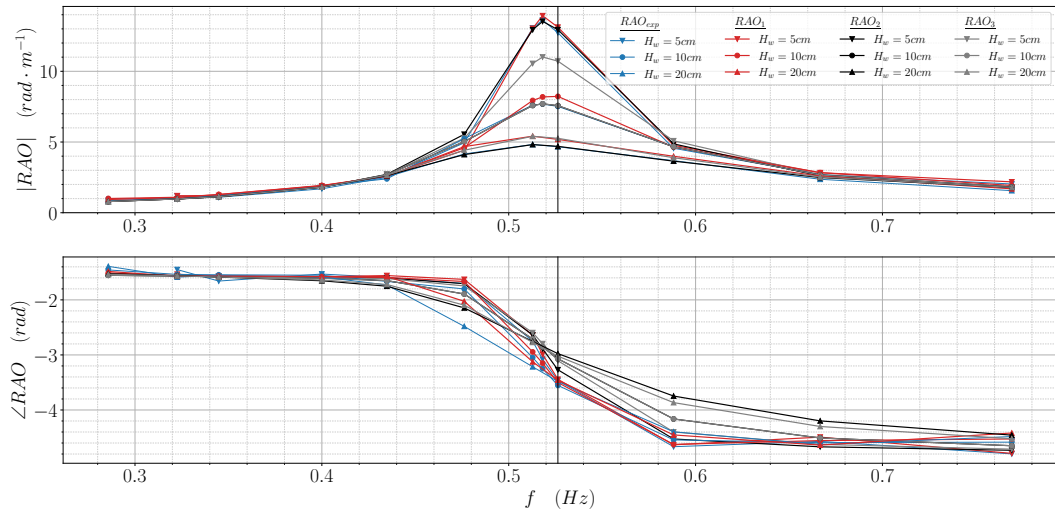 |RAO| (rad · m⁻¹)
10
5
0
RAO_exp RAO_1 RAO_2 RAO_3
H_w = 5cm H_w = 5cm H_w = 5cm H_w = 5cm
H_w = 10cm H_w = 10cm H_w = 10cm H_w = 10cm
H_w = 20cm H_w = 20cm H_w = 20cm H_w = 20cm
0.3 0.4 0.5 0.6 0.7
∠RAO (rad)
−2
−3
−4
0.3 0.4 0.5 0.6 0.7
f (Hz)